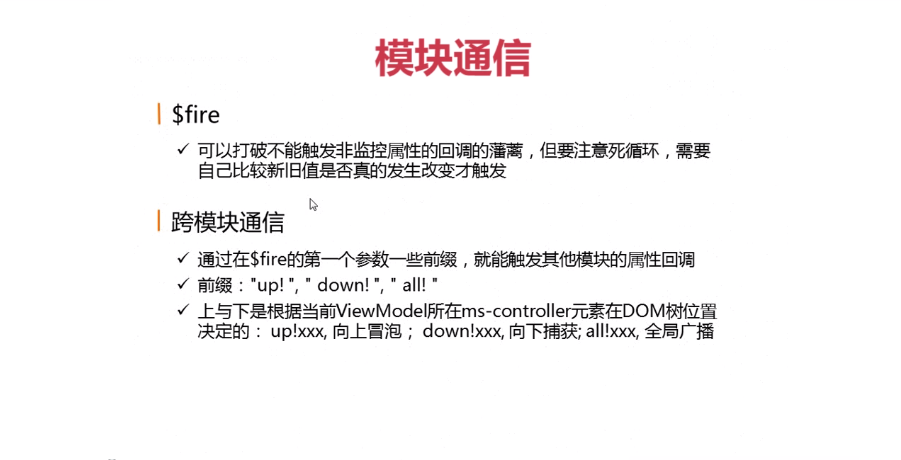 模块通信
$fire
✓ 可以打破不能触发非监控属性的回调的藩蓠，但要注意死循环，需要
自己比较新旧值是否真的发生改变才触发
跨模块通信
✓ 通过在$fire的第一个参数一些前缀，就能触发其他模块的属性回调
✓ 前缀："up! ", " down! ", " all! "
✓ 上与下是根据当前ViewModel所在ms-controller元素在DOM树位置
决定的： up!xxx, 向上冒泡； down!xxx, 向下捕获; all!xxx, 全局广播